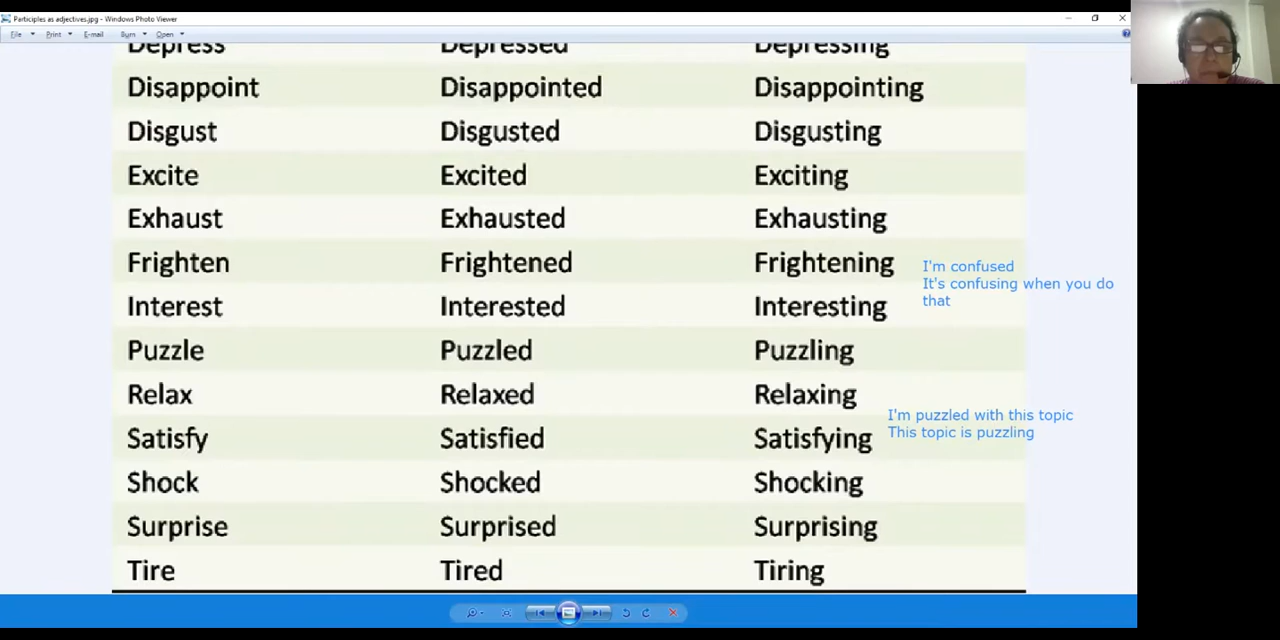 Participles as adjectives.jpg - Windows Photo Viewer
File Print E-mail Burn Open
Depress Depressed Depressing
Disappoint Disappointed Disappointing
Disgust Disgusted Disgusting
Excite Excited Exciting
Exhaust Exhausted Exhausting
Frighten Frightened Frightening
I'm confused
It's confusing when you do
that
Interest Interested Interesting
Puzzle Puzzled Puzzling
Relax Relaxed Relaxing
I'm puzzled with this topic
This topic is puzzling
Satisfy Satisfied Satisfying
Shock Shocked Shocking
Surprise Surprised Surprising
Tire Tired Tiring